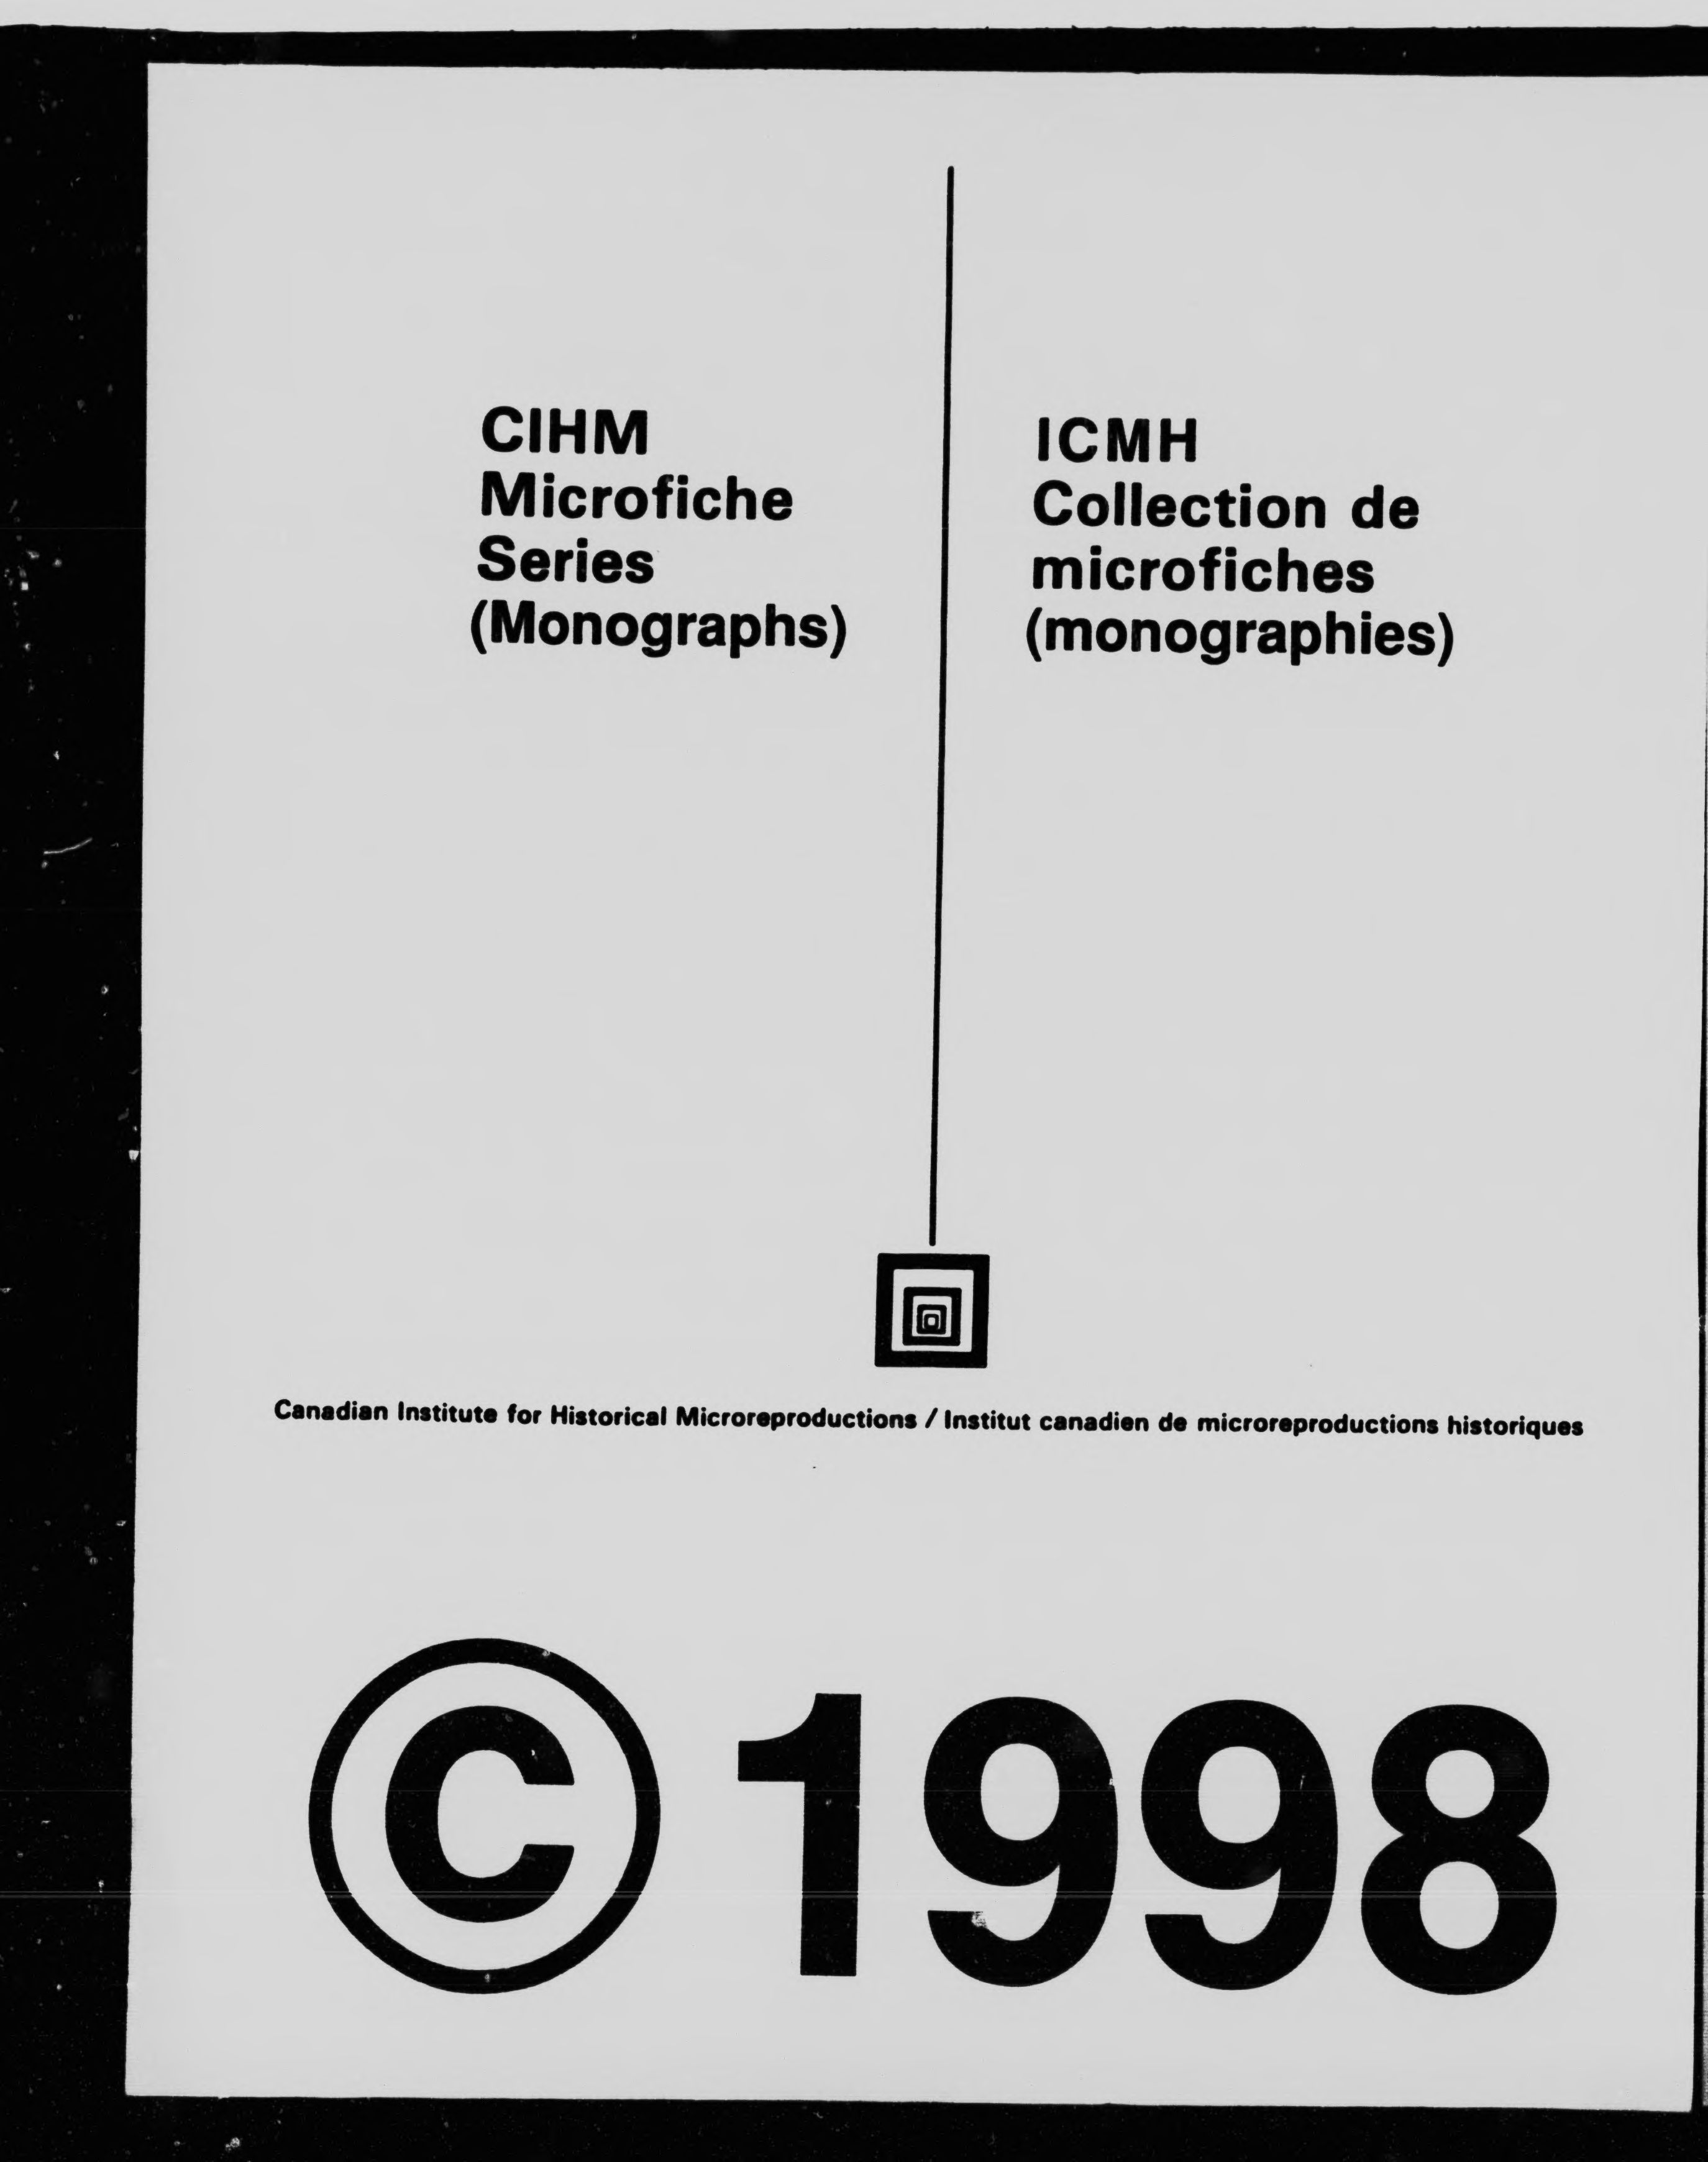 CIHM
Microfiche
Series
(Monographs)
ICMH
Collection de
microfiches
(monographies)
Canadian Institute for Historical Microreproductions / Institut canadien de microreproductions historiques
©1998